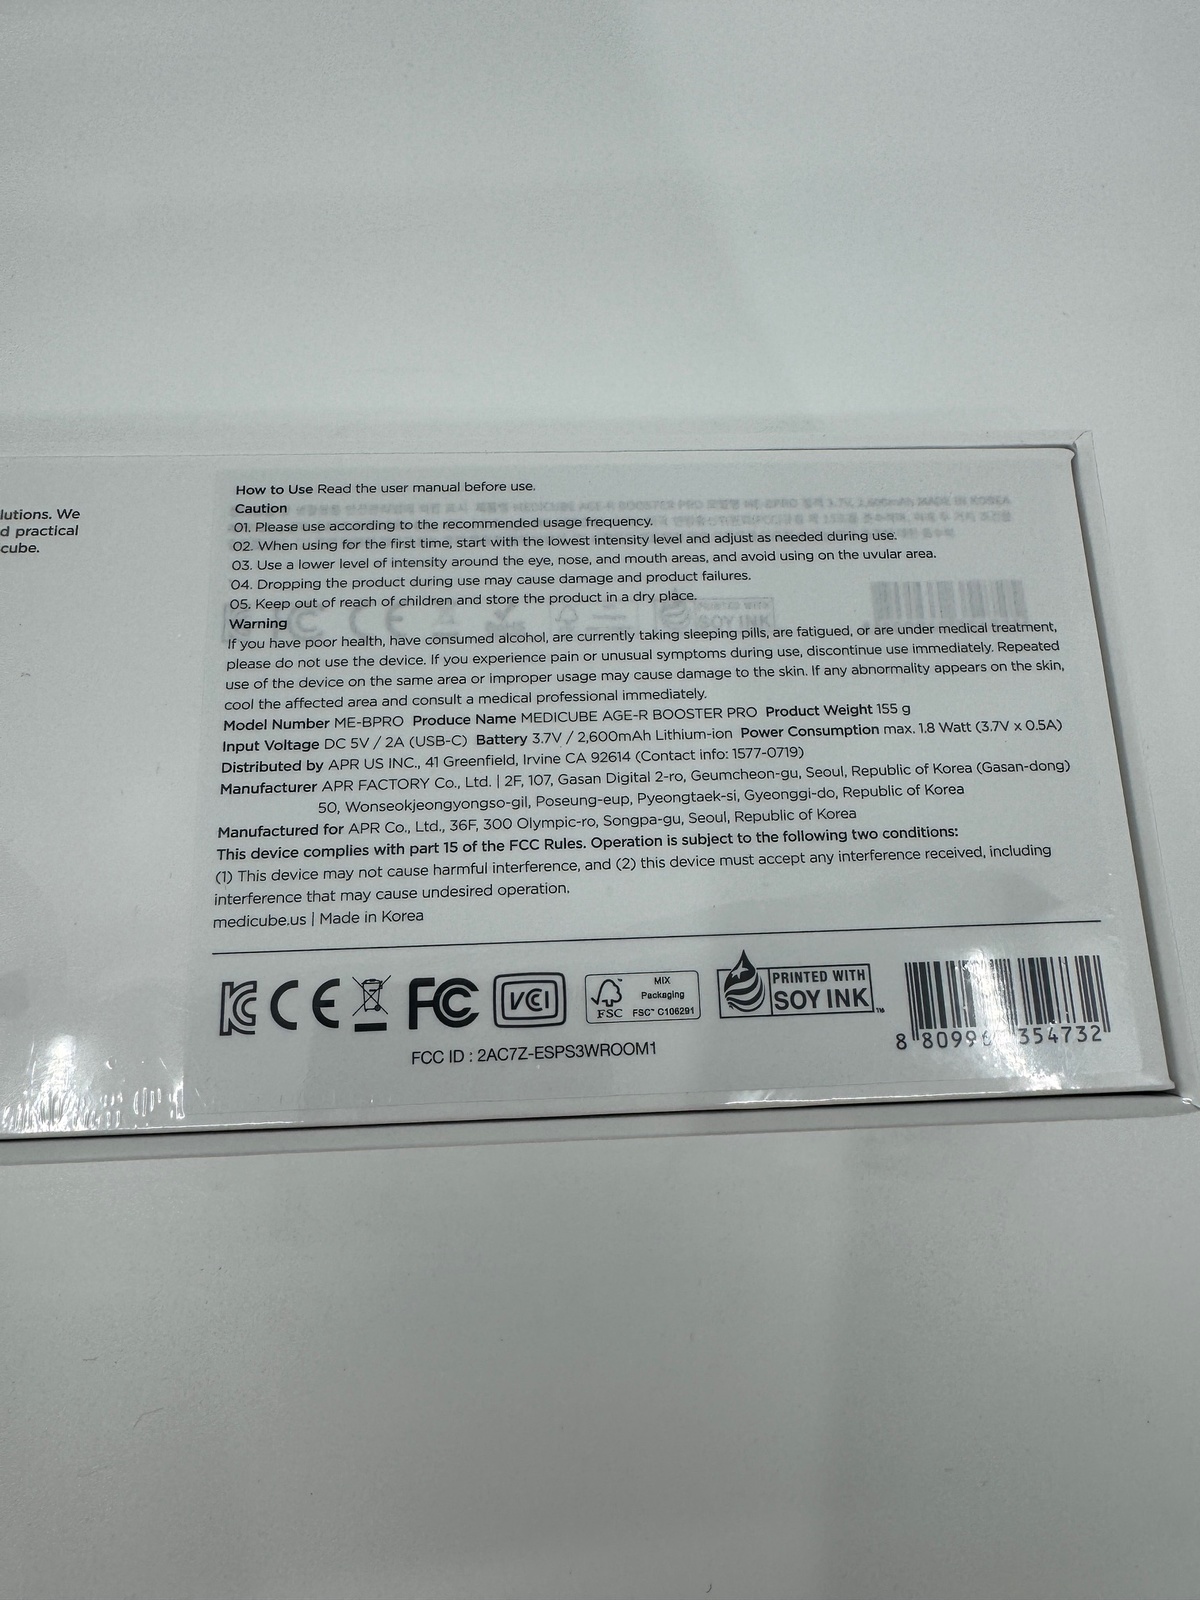 lutions. We
d practical
cube.
How to Use Read the user manual before use.
Caution
01. Please use according to the recommended usage frequency.
02. When using for the first time, start with the lowest intensity level and adjust as needed during use.
03. Use a lower level of intensity around the eye, nose, and mouth areas, and avoid using on the uvular area.
04. Dropping the product during use may cause damage and product failures.
05. Keep out of reach of children and store the product in a dry place.
Warning
If you have poor health, have consumed alcohol, are currently taking sleeping pills, are fatigued, or are under medical treatment,
please do not use the device. If you experience pain or unusual symptoms during use, discontinue use immediately. Repeated
use of the device on the same area or improper usage may cause damage to the skin. If any abnormality appears on the skin,
cool the affected area and consult a medical professional immediately.
Model Number ME-BPRO Produce Name MEDICUBE AGE-R BOOSTER PRO Product Weight 155 g
Input Voltage DC 5V / 2A (USB-C) Battery 3.7V / 2,600mAh Lithium-ion Power Consumption max. 1.8 Watt (3.7V x 0.5A)
Distributed by APR US INC., 41 Greenfield, Irvine CA 92614 (Contact info: 1577-0719)
Manufacturer APR FACTORY Co., Ltd. | 2F, 107, Gasan Digital 2-ro, Geumcheon-gu, Seoul, Republic of Korea (Gasan-dong)
50, Wonseokjeongyongso-gil, Poseung-eup, Pyeongtaek-si, Gyeonggi-do, Republic of Korea
Manufactured for APR Co., Ltd., 36F, 300 Olympic-ro, Songpa-gu, Seoul, Republic of Korea
This device complies with part 15 of the FCC Rules. Operation is subject to the following two conditions:
(1) This device may not cause harmful interference, and (2) this device must accept any interference received, including
interference that may cause undesired operation.
medicube.us | Made in Korea
KC CE FC VCI
FSC
MIX
Packaging
FSC™ C106291
PRINTED WITH
SOY INK™
8 80996 354732
FCC ID : 2AC7Z-ESPS3WROOM1